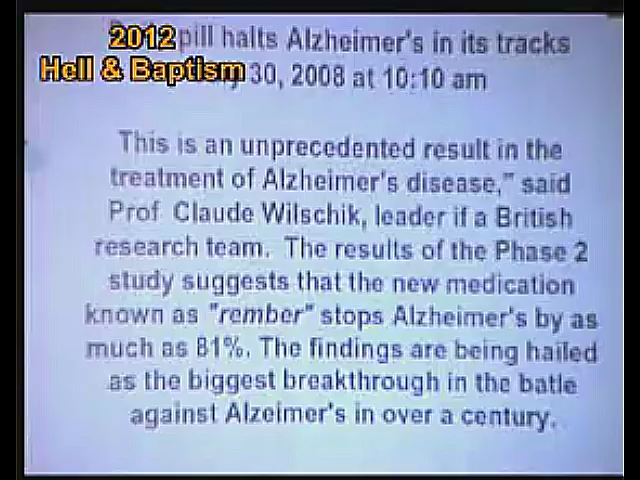 2012 pill halts Alzheimer's in its tracks
Hell & Baptism 30, 2008 at 10:10 am
This is an unprecedented result in the
treatment of Alzheimer's disease," said
Prof Claude Wilschik, leader if a British
research team. The results of the Phase 2
study suggests that the new medication
known as "rember" stops Alzheimer's by as
much as 81%. The findings are being hailed
as the biggest breakthrough in the batle
against Alzeimer's in over a century.